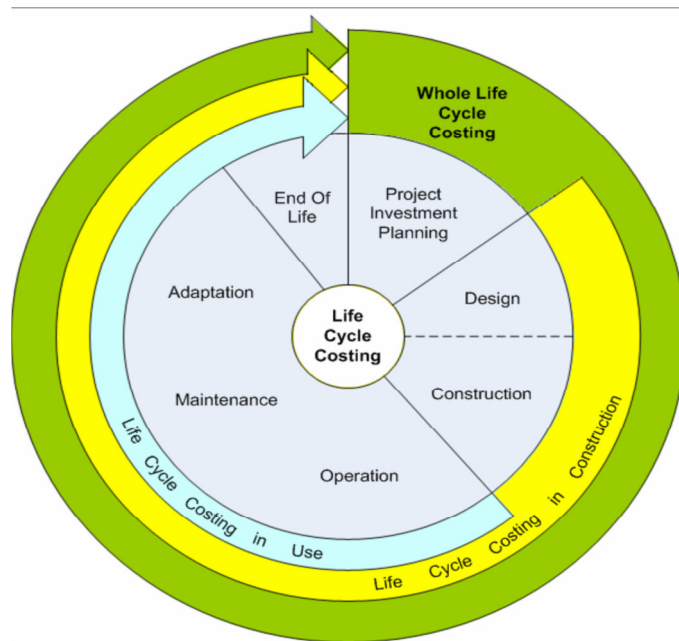 Whole Life
Cycle
Costing
End Of
Life
Project
Investment
Planning
Adaptation
Design
Life
Cycle
Costing
Maintenance
Construction
Operation
Life Cycle Costing in Use
Life Cycle Costing in Construction